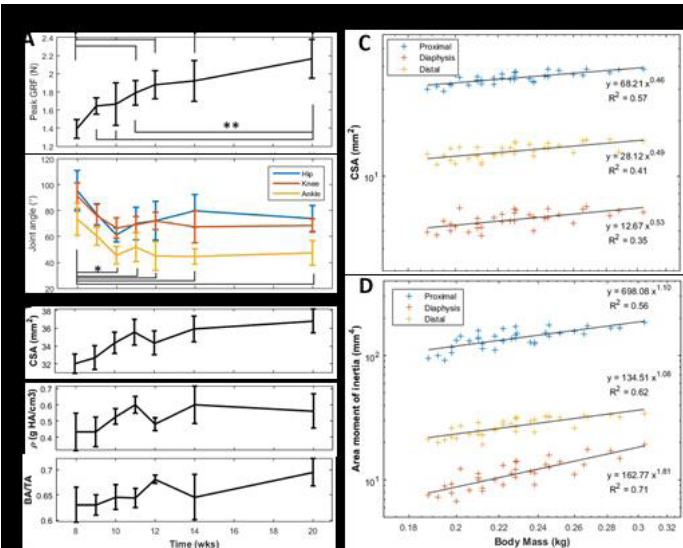 A
2.4
2.2
2
1.8
1.6
1.4
1.2
Peak GRF (N)
**
120
100
80
60
40
20
Joint angle (°)
Hip
Knee
Ankle
*
38
36
34
32
CSA (mm²)
0.7
0.6
0.5
0.4
ρ (g HA/cm3)
0.7
0.65
0.6
BA/TA
8 10 12 14 16 18 20
Time (wks)
C
Proximal
Diaphysis
Distal
CSA (mm²)
10¹
y = 68.21 x^0.46
R² = 0.57
y = 28.12 x^0.49
R² = 0.41
y = 12.67 x^0.53
R² = 0.35
D
Proximal
Diaphysis
Distal
Area moment of inertia (mm⁴)
10²
10¹
y = 698.08 x^1.10
R² = 0.56
y = 134.51 x^1.08
R² = 0.62
y = 162.77 x^1.81
R² = 0.71
0.18 0.2 0.22 0.24 0.26 0.28 0.3 0.32
Body Mass (kg)